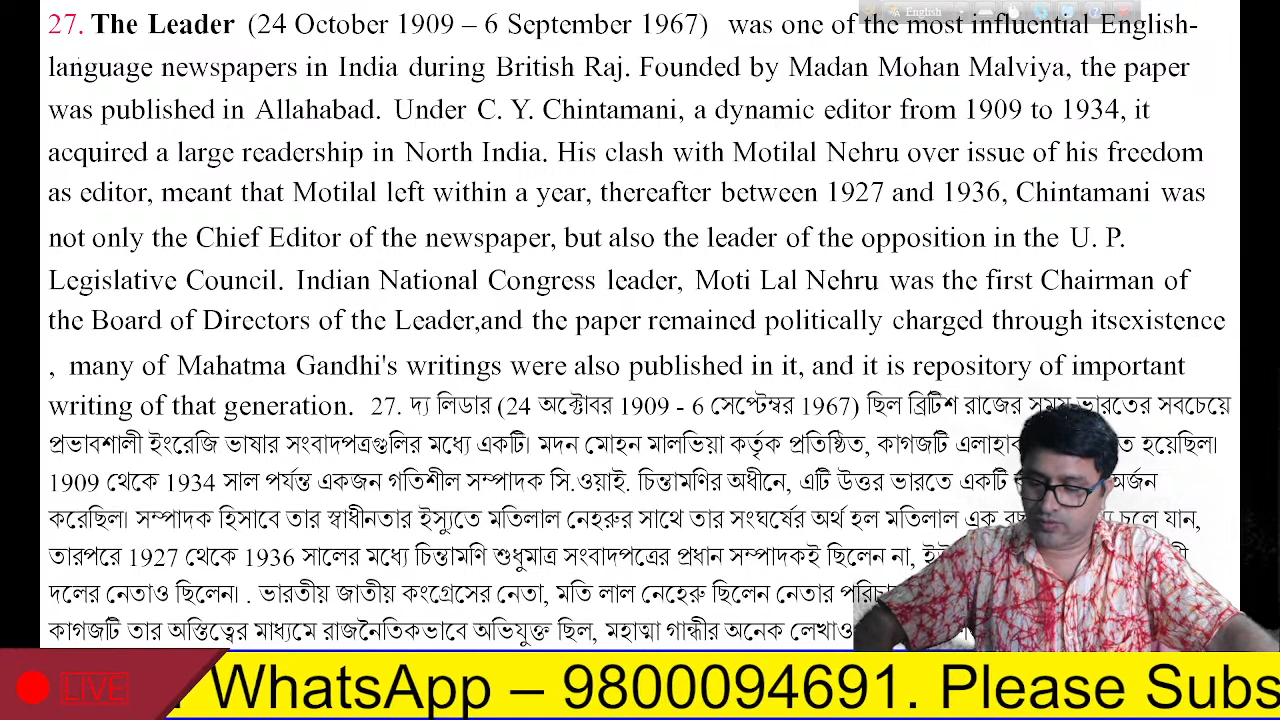 English
27. The Leader (24 October 1909 – 6 September 1967) was one of the most influential English-
language newspapers in India during British Raj. Founded by Madan Mohan Malviya, the paper
was published in Allahabad. Under C. Y. Chintamani, a dynamic editor from 1909 to 1934, it
acquired a large readership in North India. His clash with Motilal Nehru over issue of his freedom
as editor, meant that Motilal left within a year, thereafter between 1927 and 1936, Chintamani was
not only the Chief Editor of the newspaper, but also the leader of the opposition in the U. P.
Legislative Council. Indian National Congress leader, Moti Lal Nehru was the first Chairman of
the Board of Directors of the Leader,and the paper remained politically charged through itsexistence
, many of Mahatma Gandhi's writings were also published in it, and it is repository of important
writing of that generation. 27. দ্য লিডার (24 অক্টোবর 1909 - 6 সেপ্টেম্বর 1967) ছিল ব্রিটিশ রাজের সময় ভারতের সবচেয়ে
প্রভাবশালী ইংরেজি ভাষার সংবাদপত্রগুলির মধ্যে একটি। মদন মোহন মালভিয়া কর্তৃক প্রতিষ্ঠিত, কাগজটি হয়েছিল।
1909 থেকে 1934 সাল পর্যন্ত একজন গতিশীল সম্পাদক সি.ওয়াই. চিন্তামণির অধীনে, এটি উত্তর ভারতে একটি অর্জন
করেছিল। সম্পাদক হিসাবে তার স্বাধীনতার ইস্যুতে মতিলাল নেহরুর সাথে তার সংঘর্ষের অর্থ হল মতিলাল এক চলে যান,
তারপরে 1927 থেকে 1936 সালের মধ্যে চিন্তামণি শুধুমাত্র সংবাদপত্রের প্রধান সম্পাদকই ছিলেন না,
দলের নেতাও ছিলেন। . ভারতীয় জাতীয় কংগ্রেসের নেতা, মতি লাল নেহেরু ছিলেন নেতার
কাগজটি তার অস্তিত্বের মাধ্যমে রাজনৈতিকভাবে অভিযুক্ত ছিল, মহাত্মা গান্ধীর অনেক
LIVE
WhatsApp – 9800094691. Please Subs